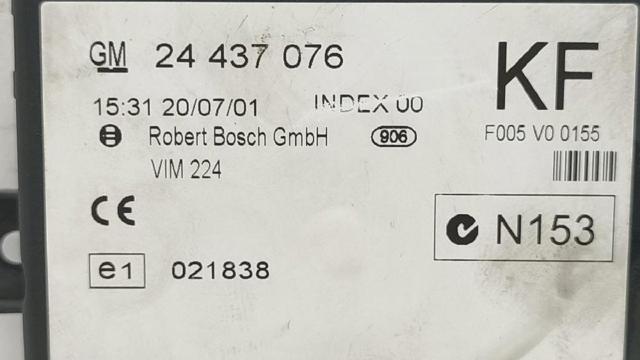 GM 24 437 076
KF
15:31 20/07/01 INDEX 00
Robert Bosch GmbH 906
F005 V0 0155
VIM 224
CE
N153
e1 021838